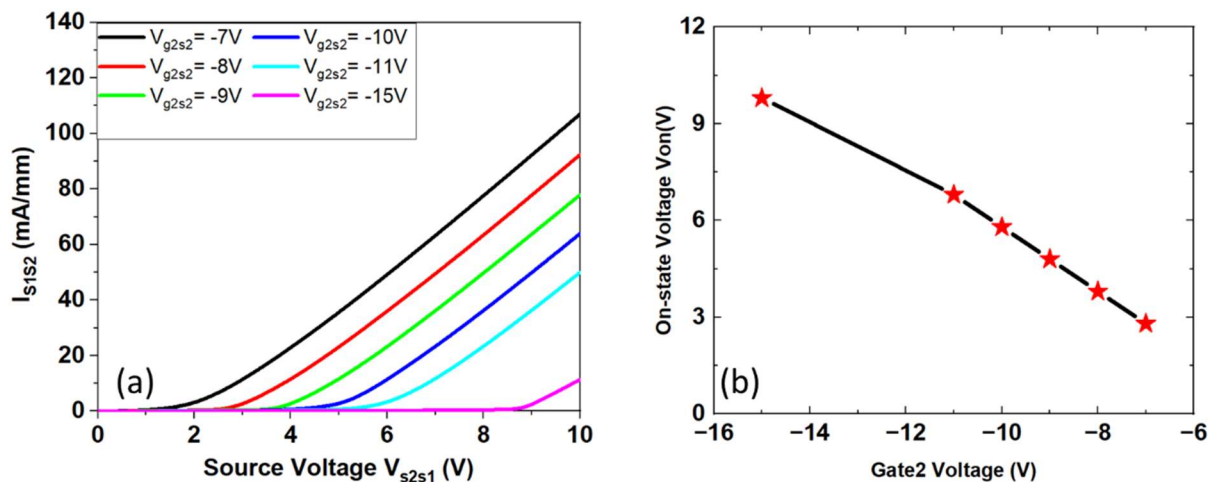 140
120
100
80
60
40
20
0
I_S1S2 (mA/mm)
V_g2s2= -7V V_g2s2= -10V
V_g2s2= -8V V_g2s2= -11V
V_g2s2= -9V V_g2s2= -15V
(a)
0 2 4 6 8 10
Source Voltage V_s2s1 (V)
12
9
6
3
0
On-state Voltage Von(V)
(b)
−16 −14 −12 −10 −8 −6
Gate2 Voltage (V)